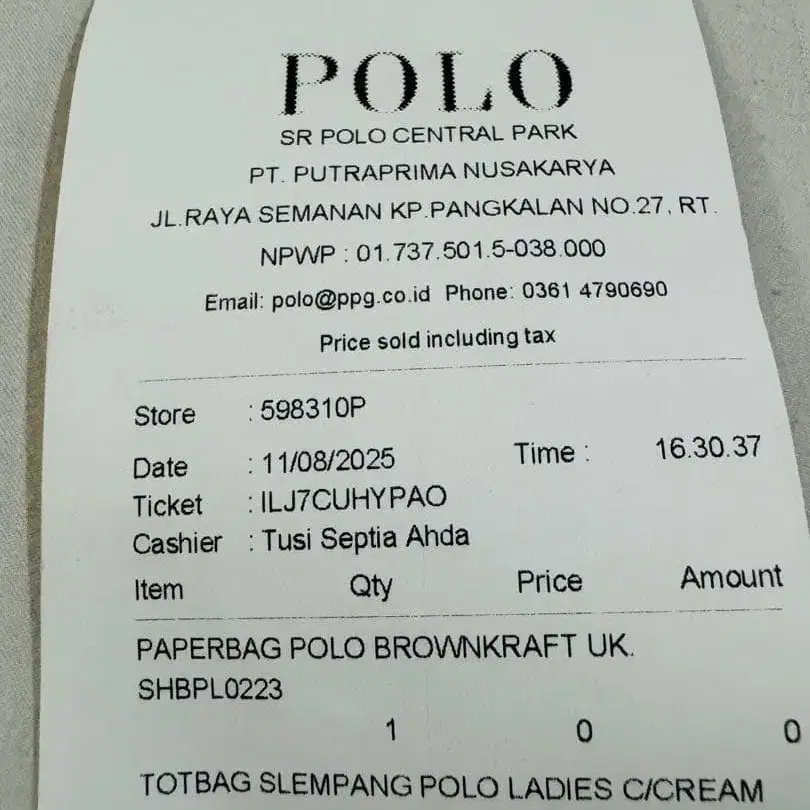 POLO
SR POLO CENTRAL PARK
PT. PUTRAPRIMA NUSAKARYA
JL.RAYA SEMANAN KP.PANGKALAN NO.27, RT.
NPWP : 01.737.501.5-038.000
Email: polo@ppg.co.id Phone: 0361 4790690
Price sold including tax
Store : 598310P
Date : 11/08/2025 Time : 16.30.37
Ticket : ILJ7CUHYPAO
Cashier : Tusi Septia Ahda
Item Qty Price Amount
PAPERBAG POLO BROWNKRAFT UK.
SHBPL0223
1 0 0
TOTBAG SLEMPANG POLO LADIES C/CREAM